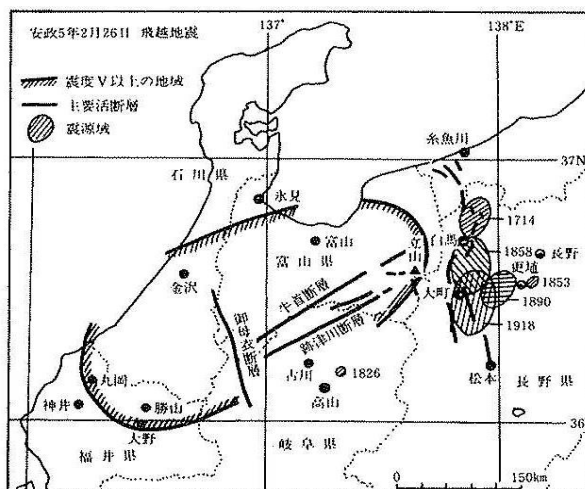 安政5年2月26日 飛越地震
震度V以上の地域
主要活断層
震源域
137°
138°E
37N
36
糸魚川
石川県
氷見
富山
富山県
金沢
立山
白馬
長野
更埴
大町
1714
1858
1853
1890
1918
牛首断層
跡津川断層
御母衣断層
古川
1826
高山
松本
長野県
丸岡
神井
勝山
大野
福井県
岐阜県
0
150km